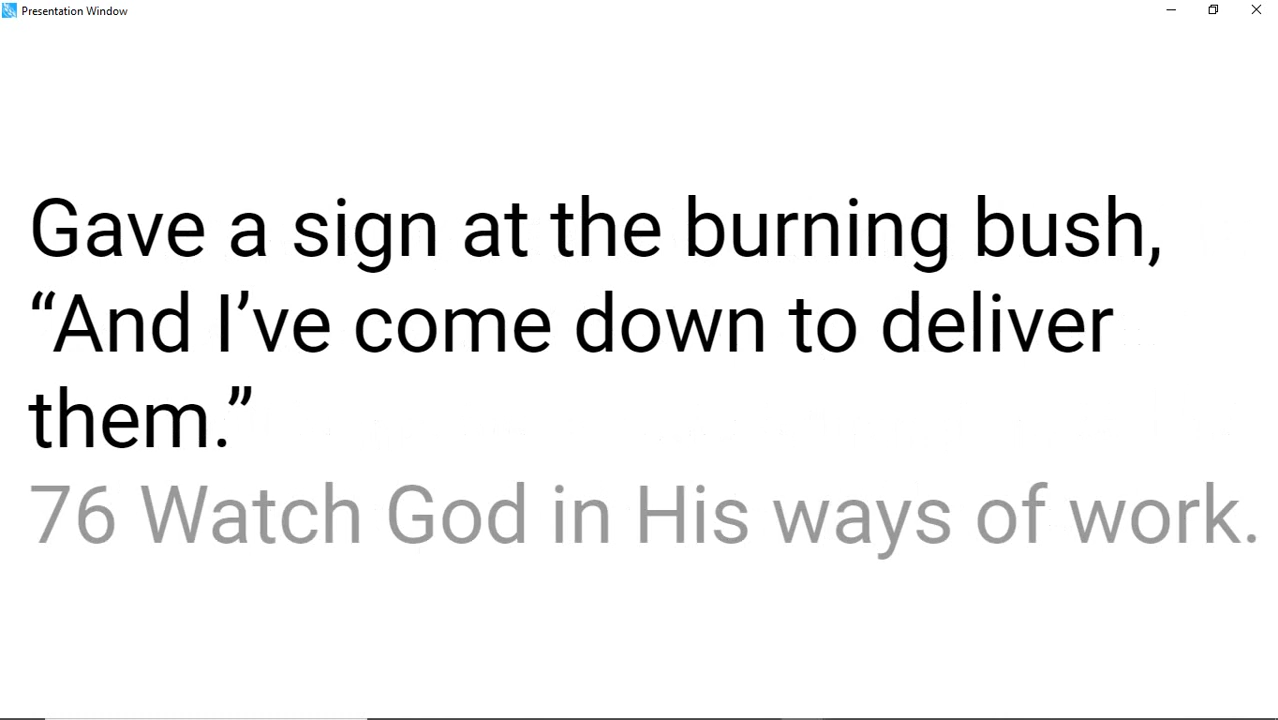 Presentation Window
Gave a sign at the burning bush,
“And I’ve come down to deliver
them.”
76 Watch God in His ways of work.